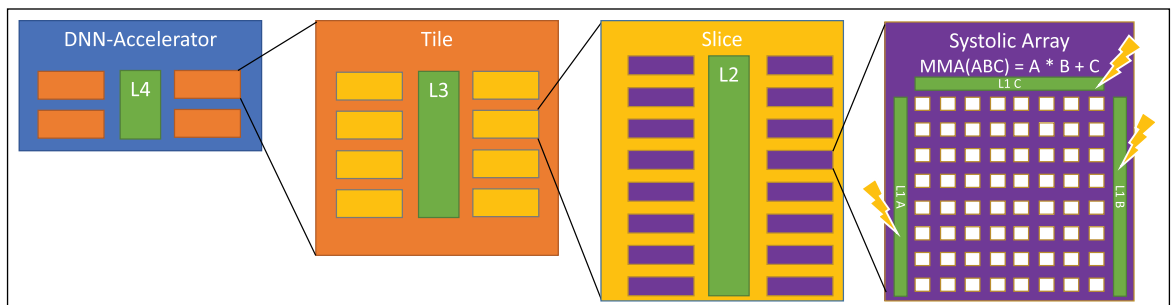 DNN-Accelerator
L4
Tile
L3
Slice
L2
Systolic Array
MMA(ABC) = A * B + C
L1 C
L1 A
L1 B